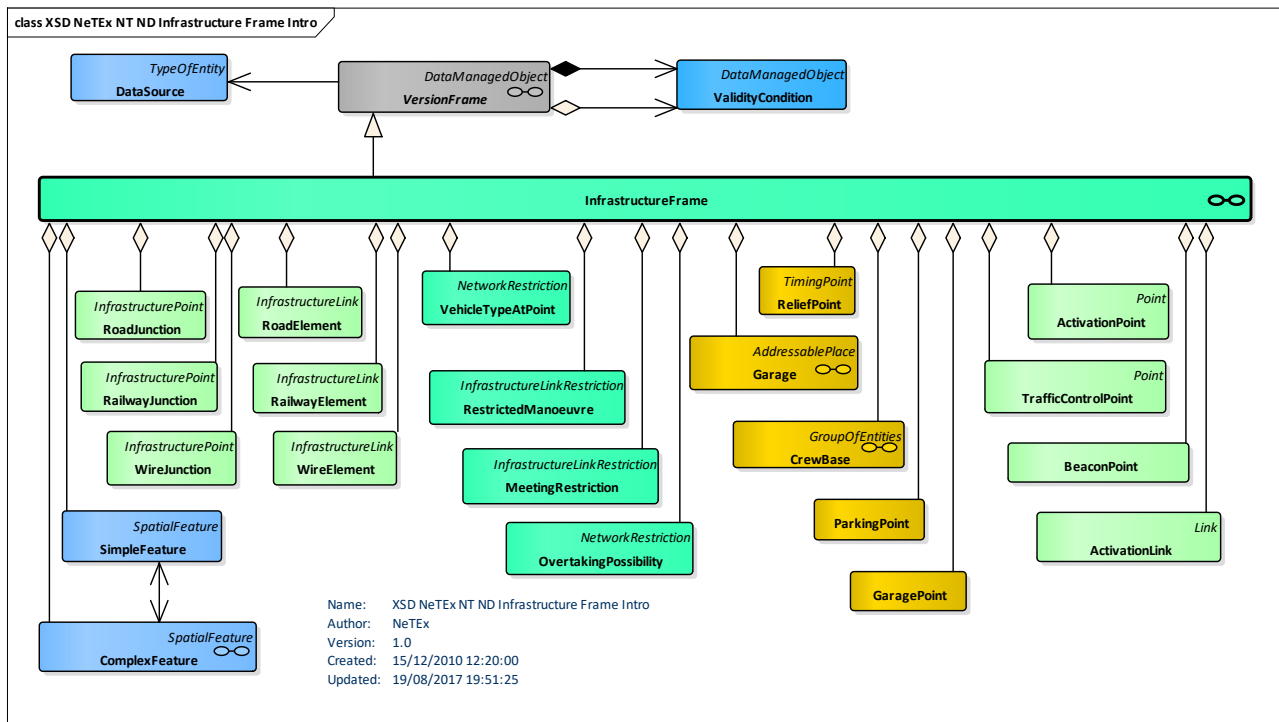 class XSD NeTEx NT ND Infrastructure Frame Intro
TypeOfEntity
DataSource
DataManagedObject
VersionFrame
DataManagedObject
ValidityCondition
InfrastructureFrame
InfrastructurePoint
RoadJunction
InfrastructureLink
RoadElement
NetworkRestriction
VehicleTypeAtPoint
TimingPoint
ReliefPoint
Point
ActivationPoint
InfrastructurePoint
RailwayJunction
InfrastructureLink
RailwayElement
InfrastructureLinkRestriction
RestrictedManoeuvre
AddressablePlace
Garage
Point
TrafficControlPoint
InfrastructurePoint
WireJunction
InfrastructureLink
WireElement
InfrastructureLinkRestriction
MeetingRestriction
GroupOfEntities
CrewBase
BeaconPoint
SpatialFeature
SimpleFeature
NetworkRestriction
OvertakingPossibility
ParkingPoint
Link
ActivationLink
GaragePoint
SpatialFeature
ComplexFeature
Name: XSD NeTEx NT ND Infrastructure Frame Intro
Author: NeTEx
Version: 1.0
Created: 15/12/2010 12:20:00
Updated: 19/08/2017 19:51:25